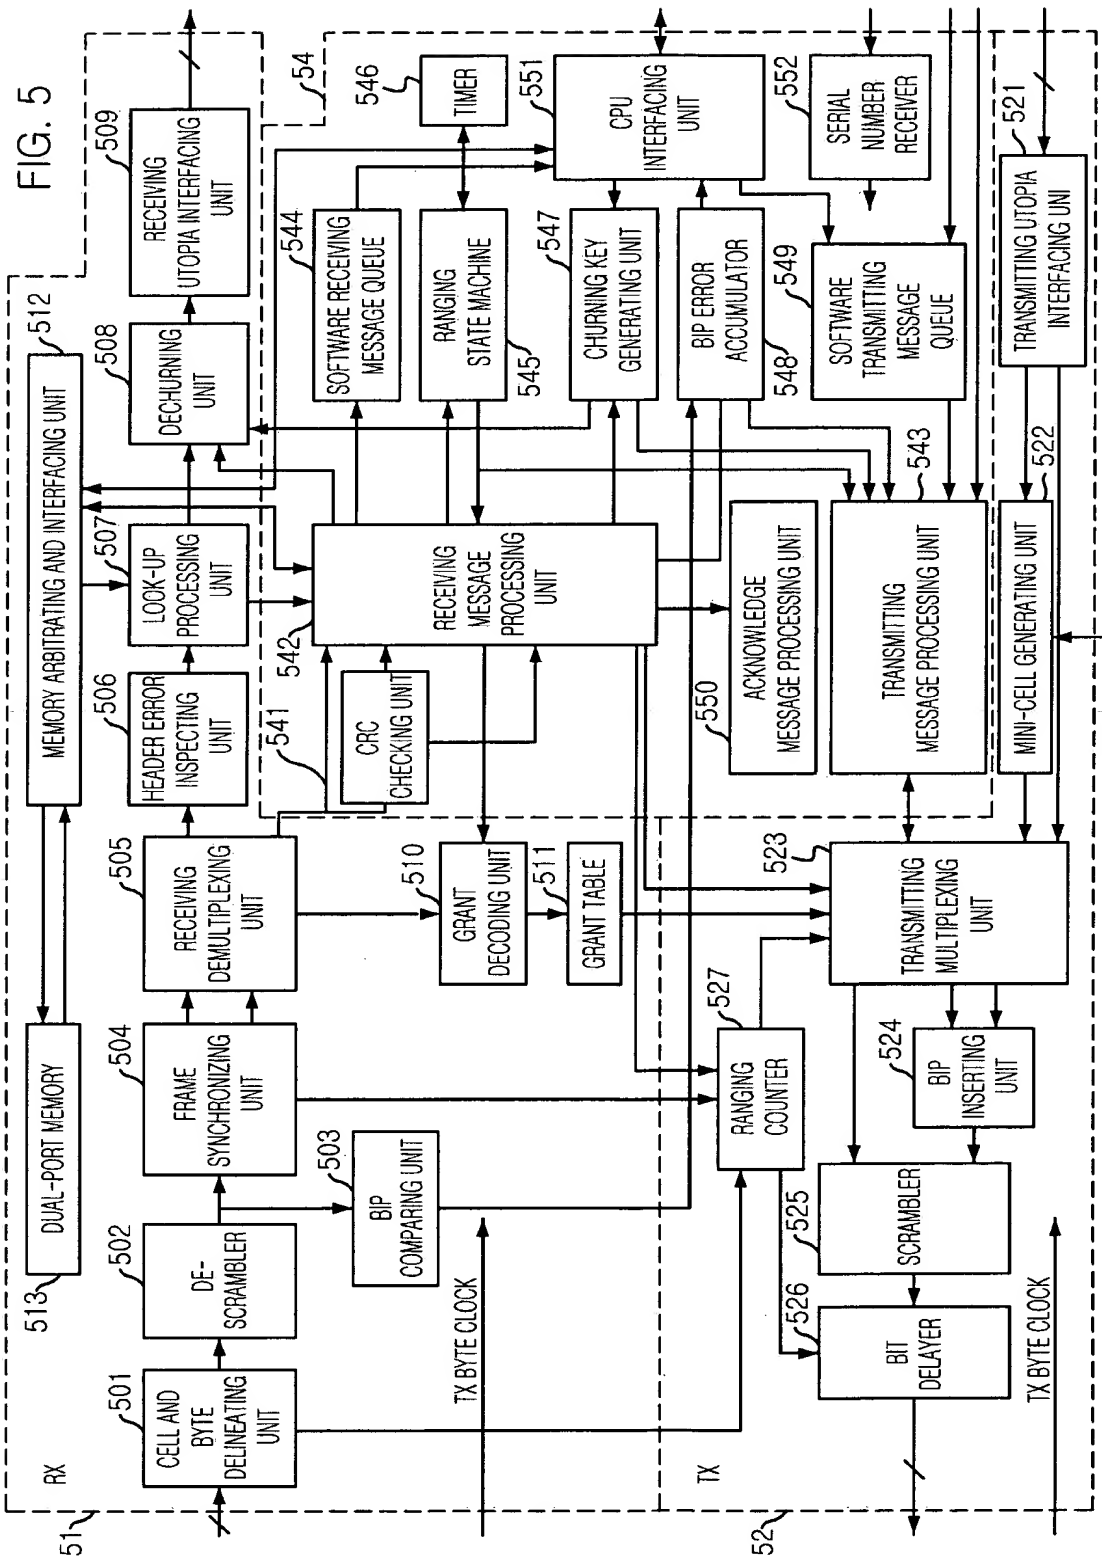 FIG. 5
51
RX
513
DUAL-PORT MEMORY
MEMORY ARBITRATING AND INTERFACING UNIT
512
501
CELL AND
BYTE
DELINEATING
UNIT
502
DE-
SCRAMBLER
504
FRAME
SYNCHRONIZING
UNIT
505
RECEIVING
DEMULTIPLEXING
UNIT
506
HEADER ERROR
INSPECTING
UNIT
507
LOOK-UP
PROCESSING
UNIT
508
DECHURNING
UNIT
509
RECEIVING
UTOPIA INTERFACING
UNIT
503
BIP
COMPARING UNIT
TX BYTE CLOCK
510
GRANT
DECODING UNIT
511
GRANT TABLE
541
CRC
CHECKING UNIT
542
RECEIVING
MESSAGE
PROCESSING
UNIT
544
SOFTWARE RECEIVING
MESSAGE QUEUE
RANGING
STATE MACHINE
545
546
TIMER
54
547
CHURNING KEY
GENERATING UNIT
BIP ERROR
ACCUMULATOR
548
551
CPU
INTERFACING
UNIT
552
SERIAL
NUMBER
RECEIVER
549
SOFTWARE
TRANSMITTING
MESSAGE
QUEUE
550
ACKNOWLEDGE
MESSAGE PROCESSING UNIT
543
TRANSMITTING
MESSAGE PROCESSING UNIT
52
TX
527
RANGING
COUNTER
526
BIT
DELAYER
525
SCRAMBLER
524
BIP
INSERTING
UNIT
523
TRANSMITTING
MULTIPLEXING
UNIT
522
MINI-CELL GENERATING UNIT
521
TRANSMITTING UTOPIA
INTERFACING UNI
TX BYTE CLOCK